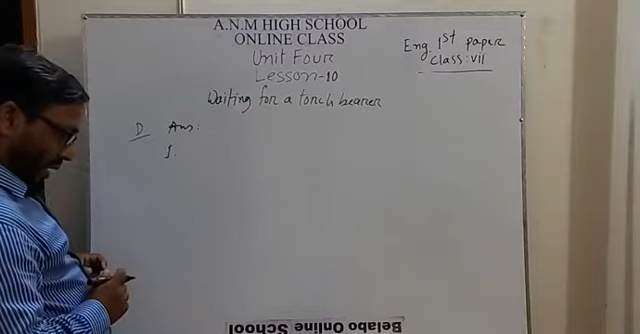 A.N.M HIGH SCHOOL
ONLINE CLASS
Unit Four
Lesson-10
Waiting for a torch bearer
Eng. 1st paper
Class: VII
D Ans:
1.
Belabo Online School